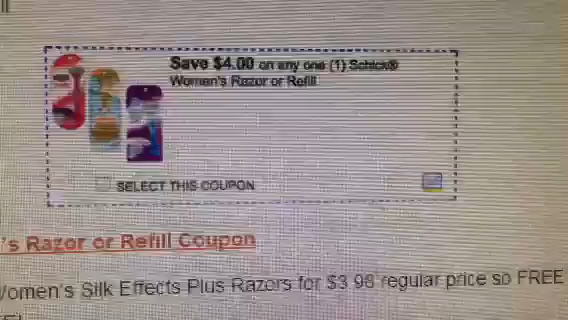 Save $4.00 on any one (1) Schick®
Women's Razor or Refill
SELECT THIS COUPON
's Razor or Refill Coupon
omen's Silk Effects Plus Razors for $3.98 regular price so FREE